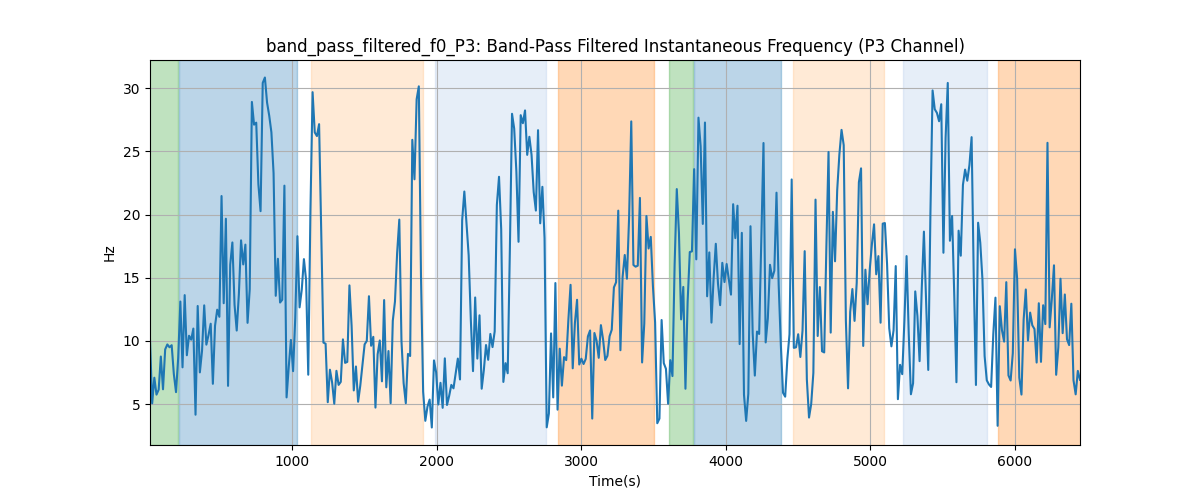 band_pass_filtered_f0_P3: Band-Pass Filtered Instantaneous Frequency (P3 Channel)
30
25
20
15
10
5
Hz
1000 2000 3000 4000 5000 6000
Time(s)